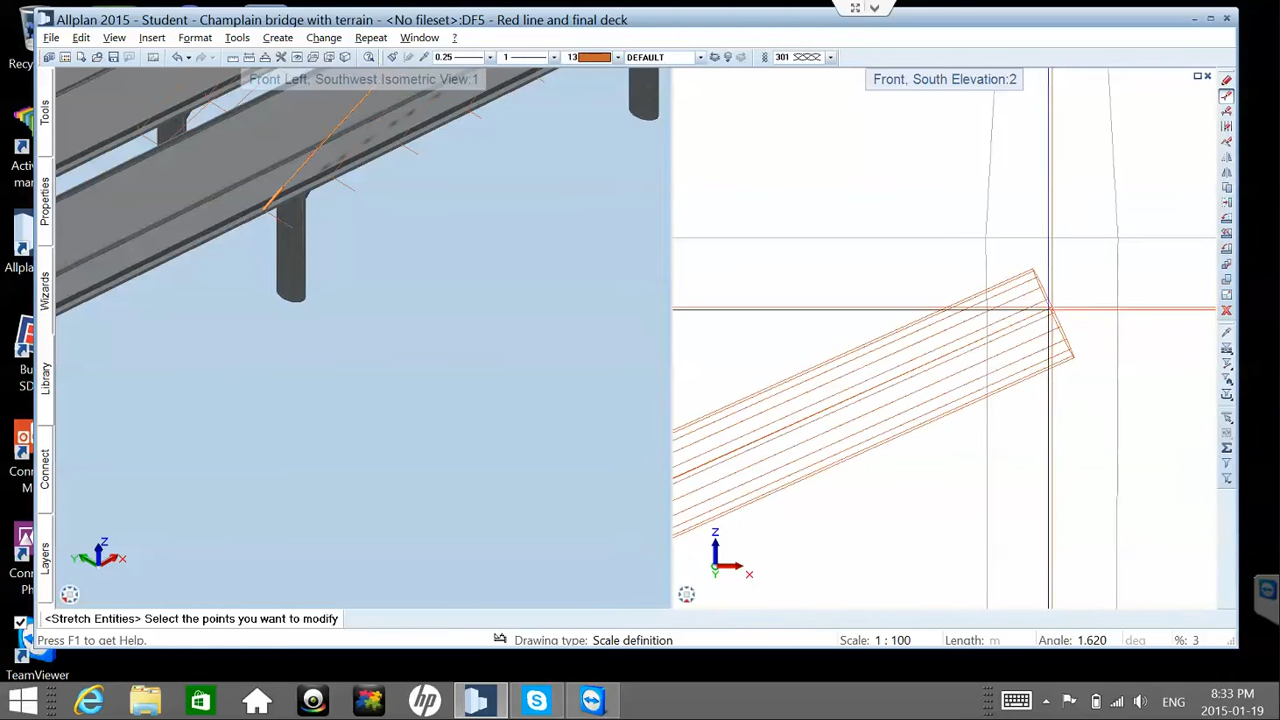 Allplan 2015 - Student - Champlain bridge with terrain - <No fileset>:DF5 - Red line and final deck
File Edit View Insert Format Tools Create Change Repeat Window ?
0.25 1 13 DEFAULT 301
Front Left, Southwest Isometric View:1
Front, South Elevation:2
Tools
Properties
Wizards
Library
Connect
Layers
Z
Y
X
Z
Y
X
<Stretch Entities> Select the points you want to modify
Press F1 to get Help.
Drawing type: Scale definition
Scale: 1 : 100
Length: m
Angle: 1.620
deg
%: 3
TeamViewer
ENG
8:33 PM
2015-01-19